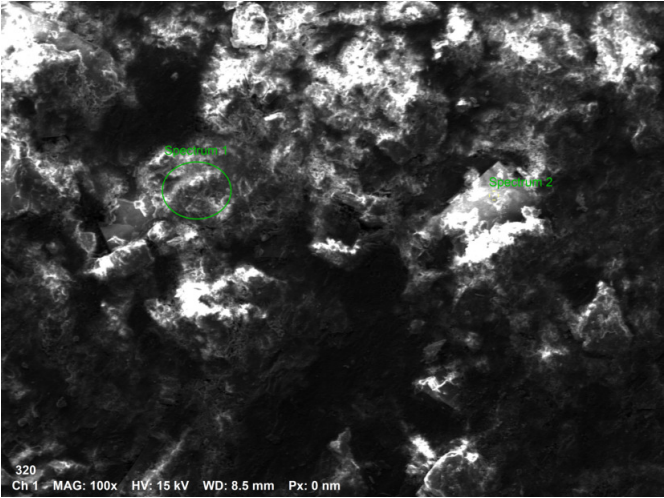 Spectrum 1
Spectrum 2
320
Ch 1 - MAG: 100x HV: 15 kV WD: 8.5 mm Px: 0 nm